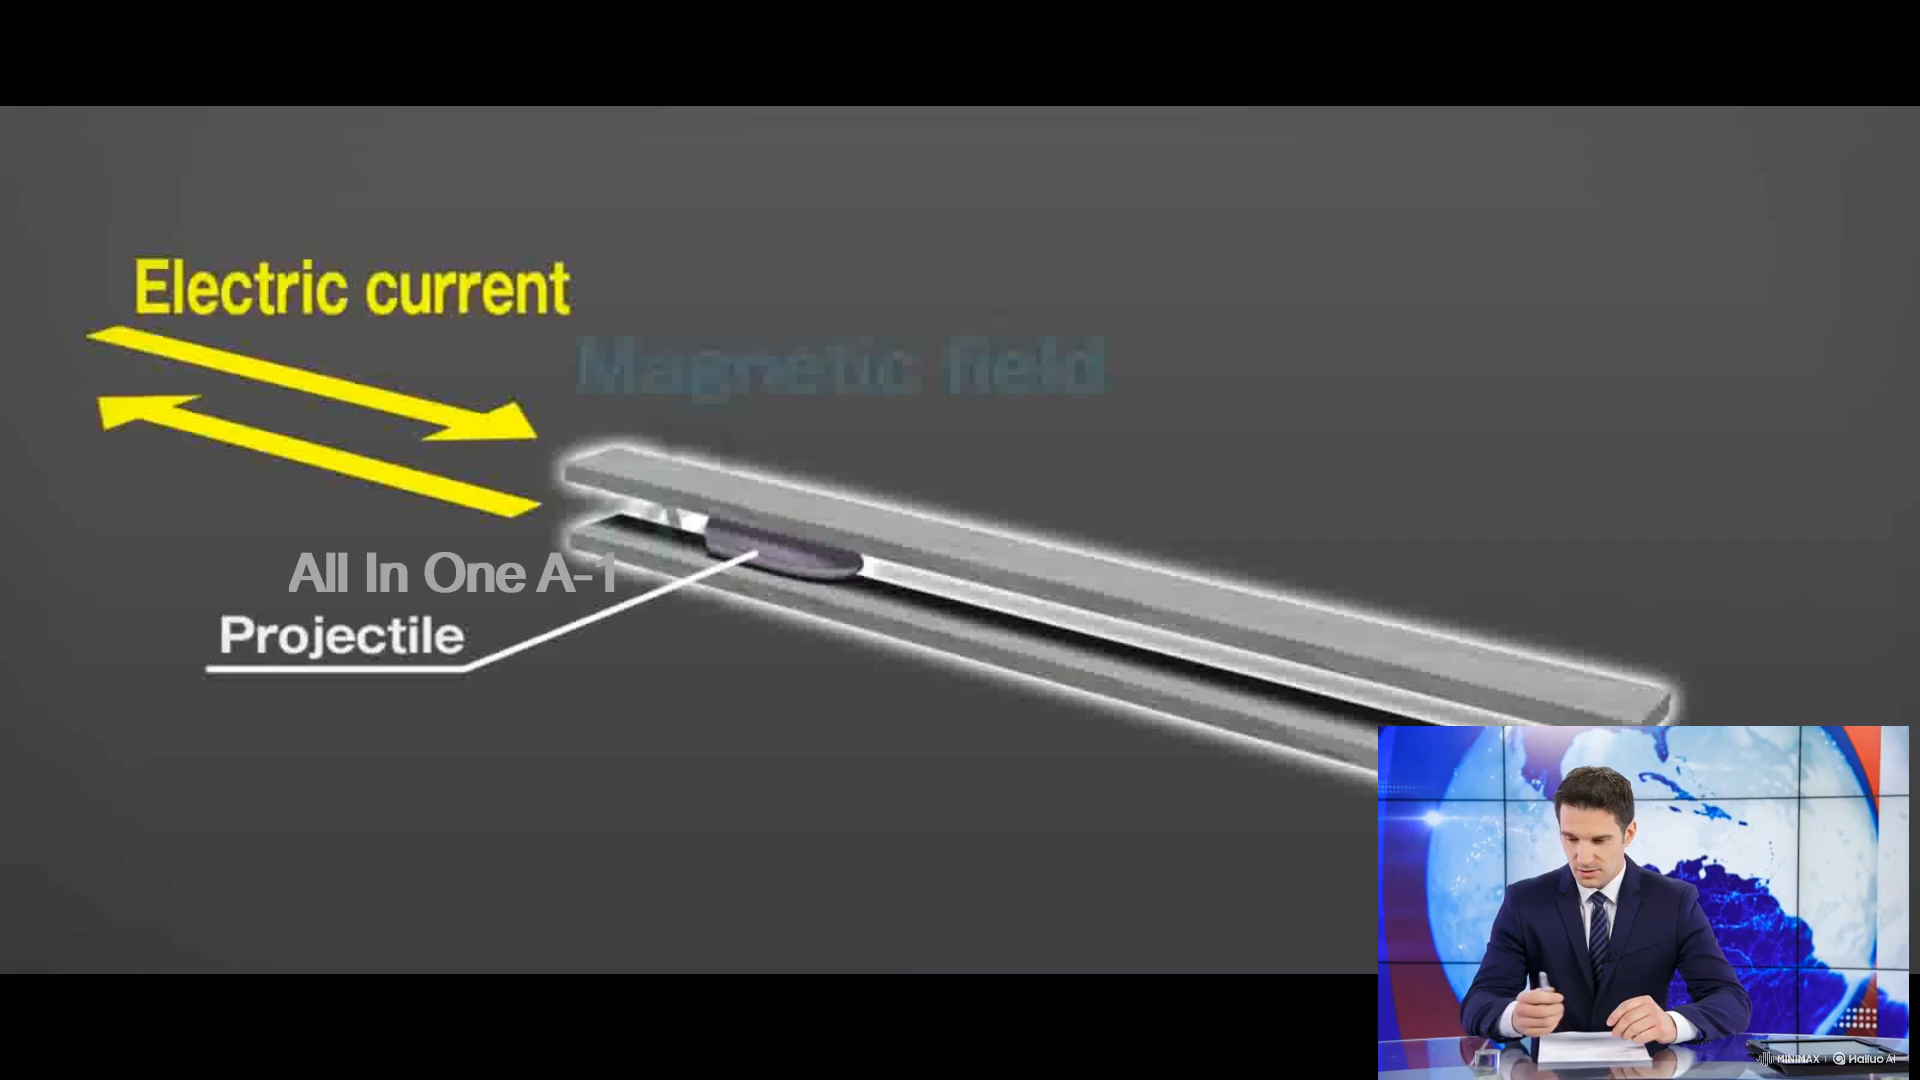 Electric current
Magnetic field
All In One A-1
Projectile
MINIMAX | Hailuo AI